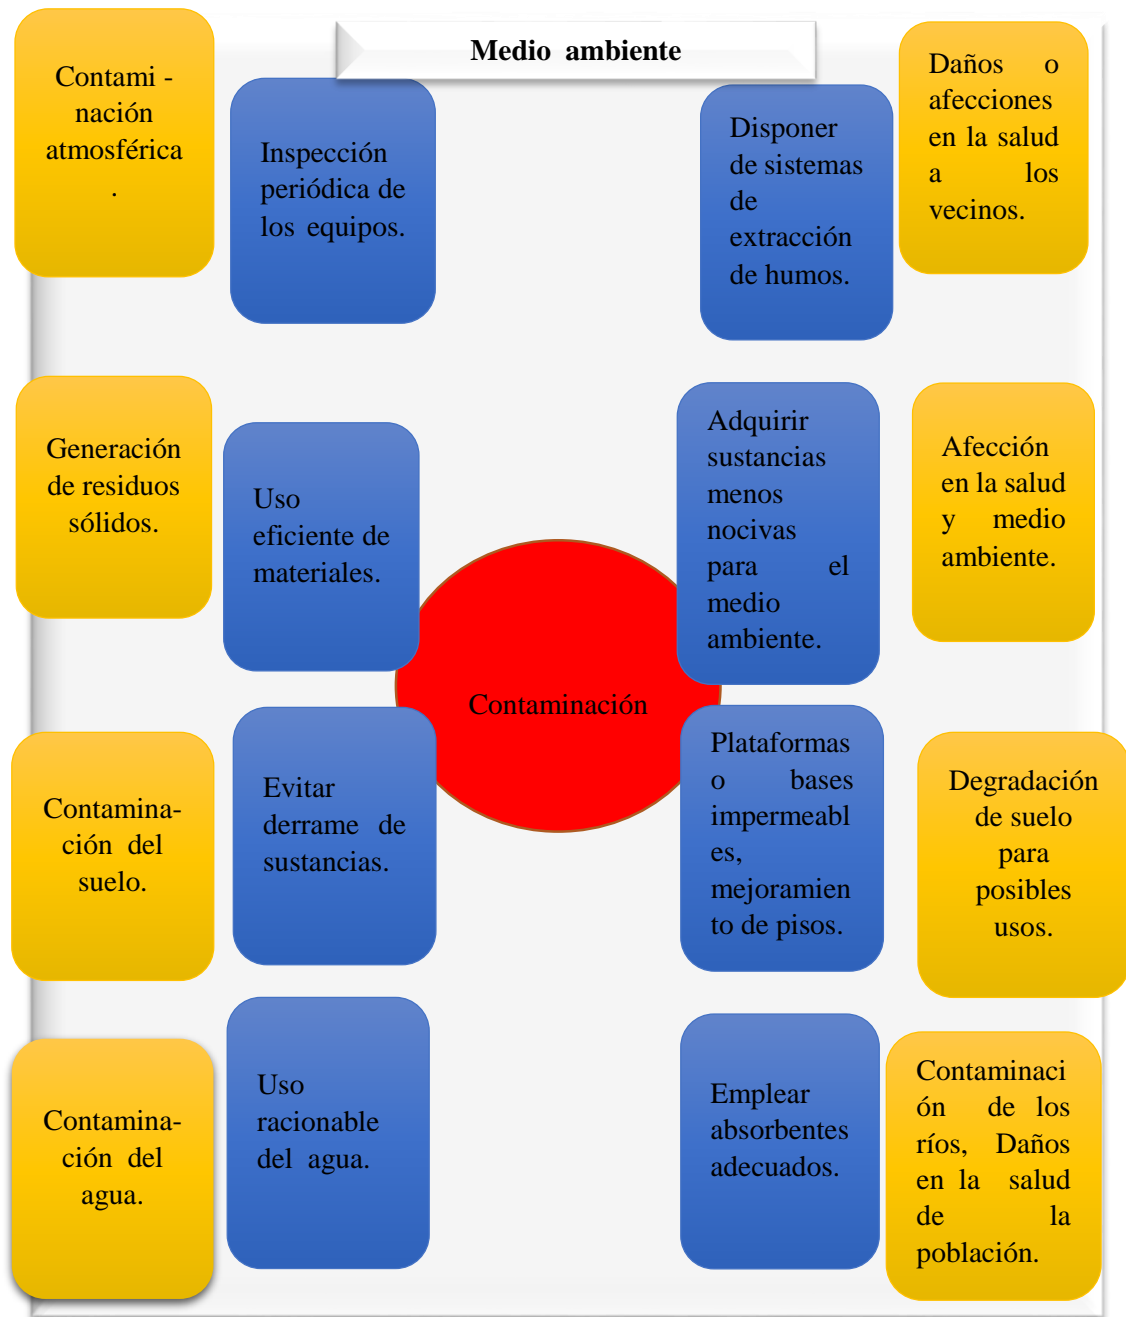 Medio ambiente
Contami -
nación
atmosférica
.
Inspección
periódica de
los equipos.
Disponer
de sistemas
de
extracción
de humos.
Daños o
afecciones
en la salud
a los
vecinos.
Generación
de residuos
sólidos.
Uso
eficiente de
materiales.
Adquirir
sustancias
menos
nocivas
para el
medio
ambiente.
Afección
en la salud
y medio
ambiente.
Contaminación
Contamina-
ción del
suelo.
Evitar
derrame de
sustancias.
Plataformas
o bases
impermeabl
es,
mejoramien
to de pisos.
Degradación
de suelo
para
posibles
usos.
Contamina-
ción del
agua.
Uso
racionable
del agua.
Emplear
absorbentes
adecuados.
Contaminaci
ón de los
ríos, Daños
en la salud
de la
población.